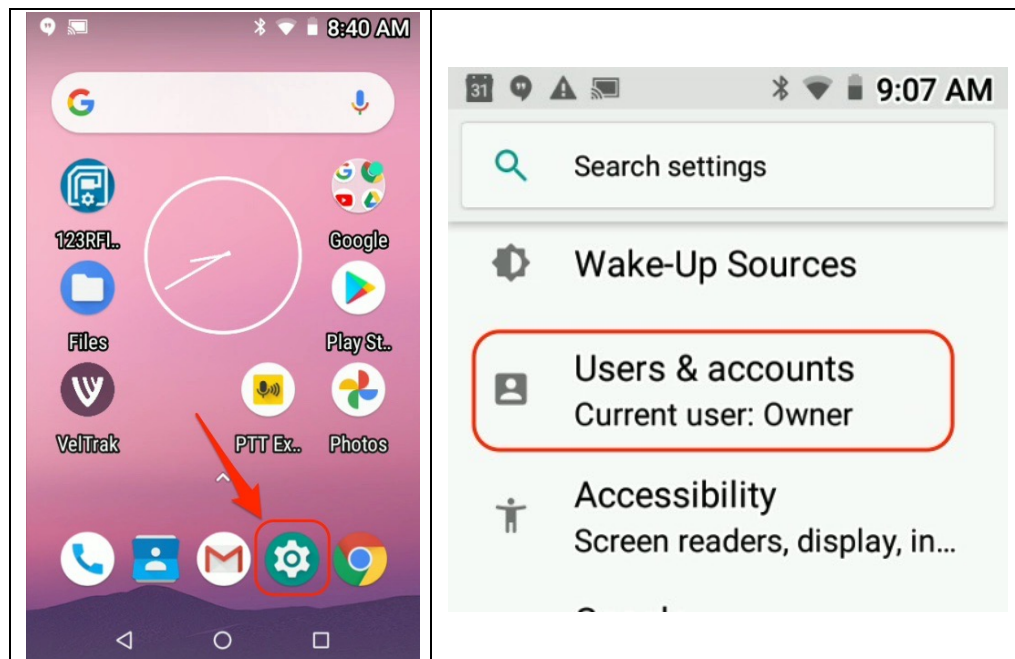 8:40 AM
G
123RFI..
Google
Files
Play St..
VelTrak
PTT Ex..
Photos
31
9:07 AM
Search settings
Wake-Up Sources
Users & accounts
Current user: Owner
Accessibility
Screen readers, display, in...